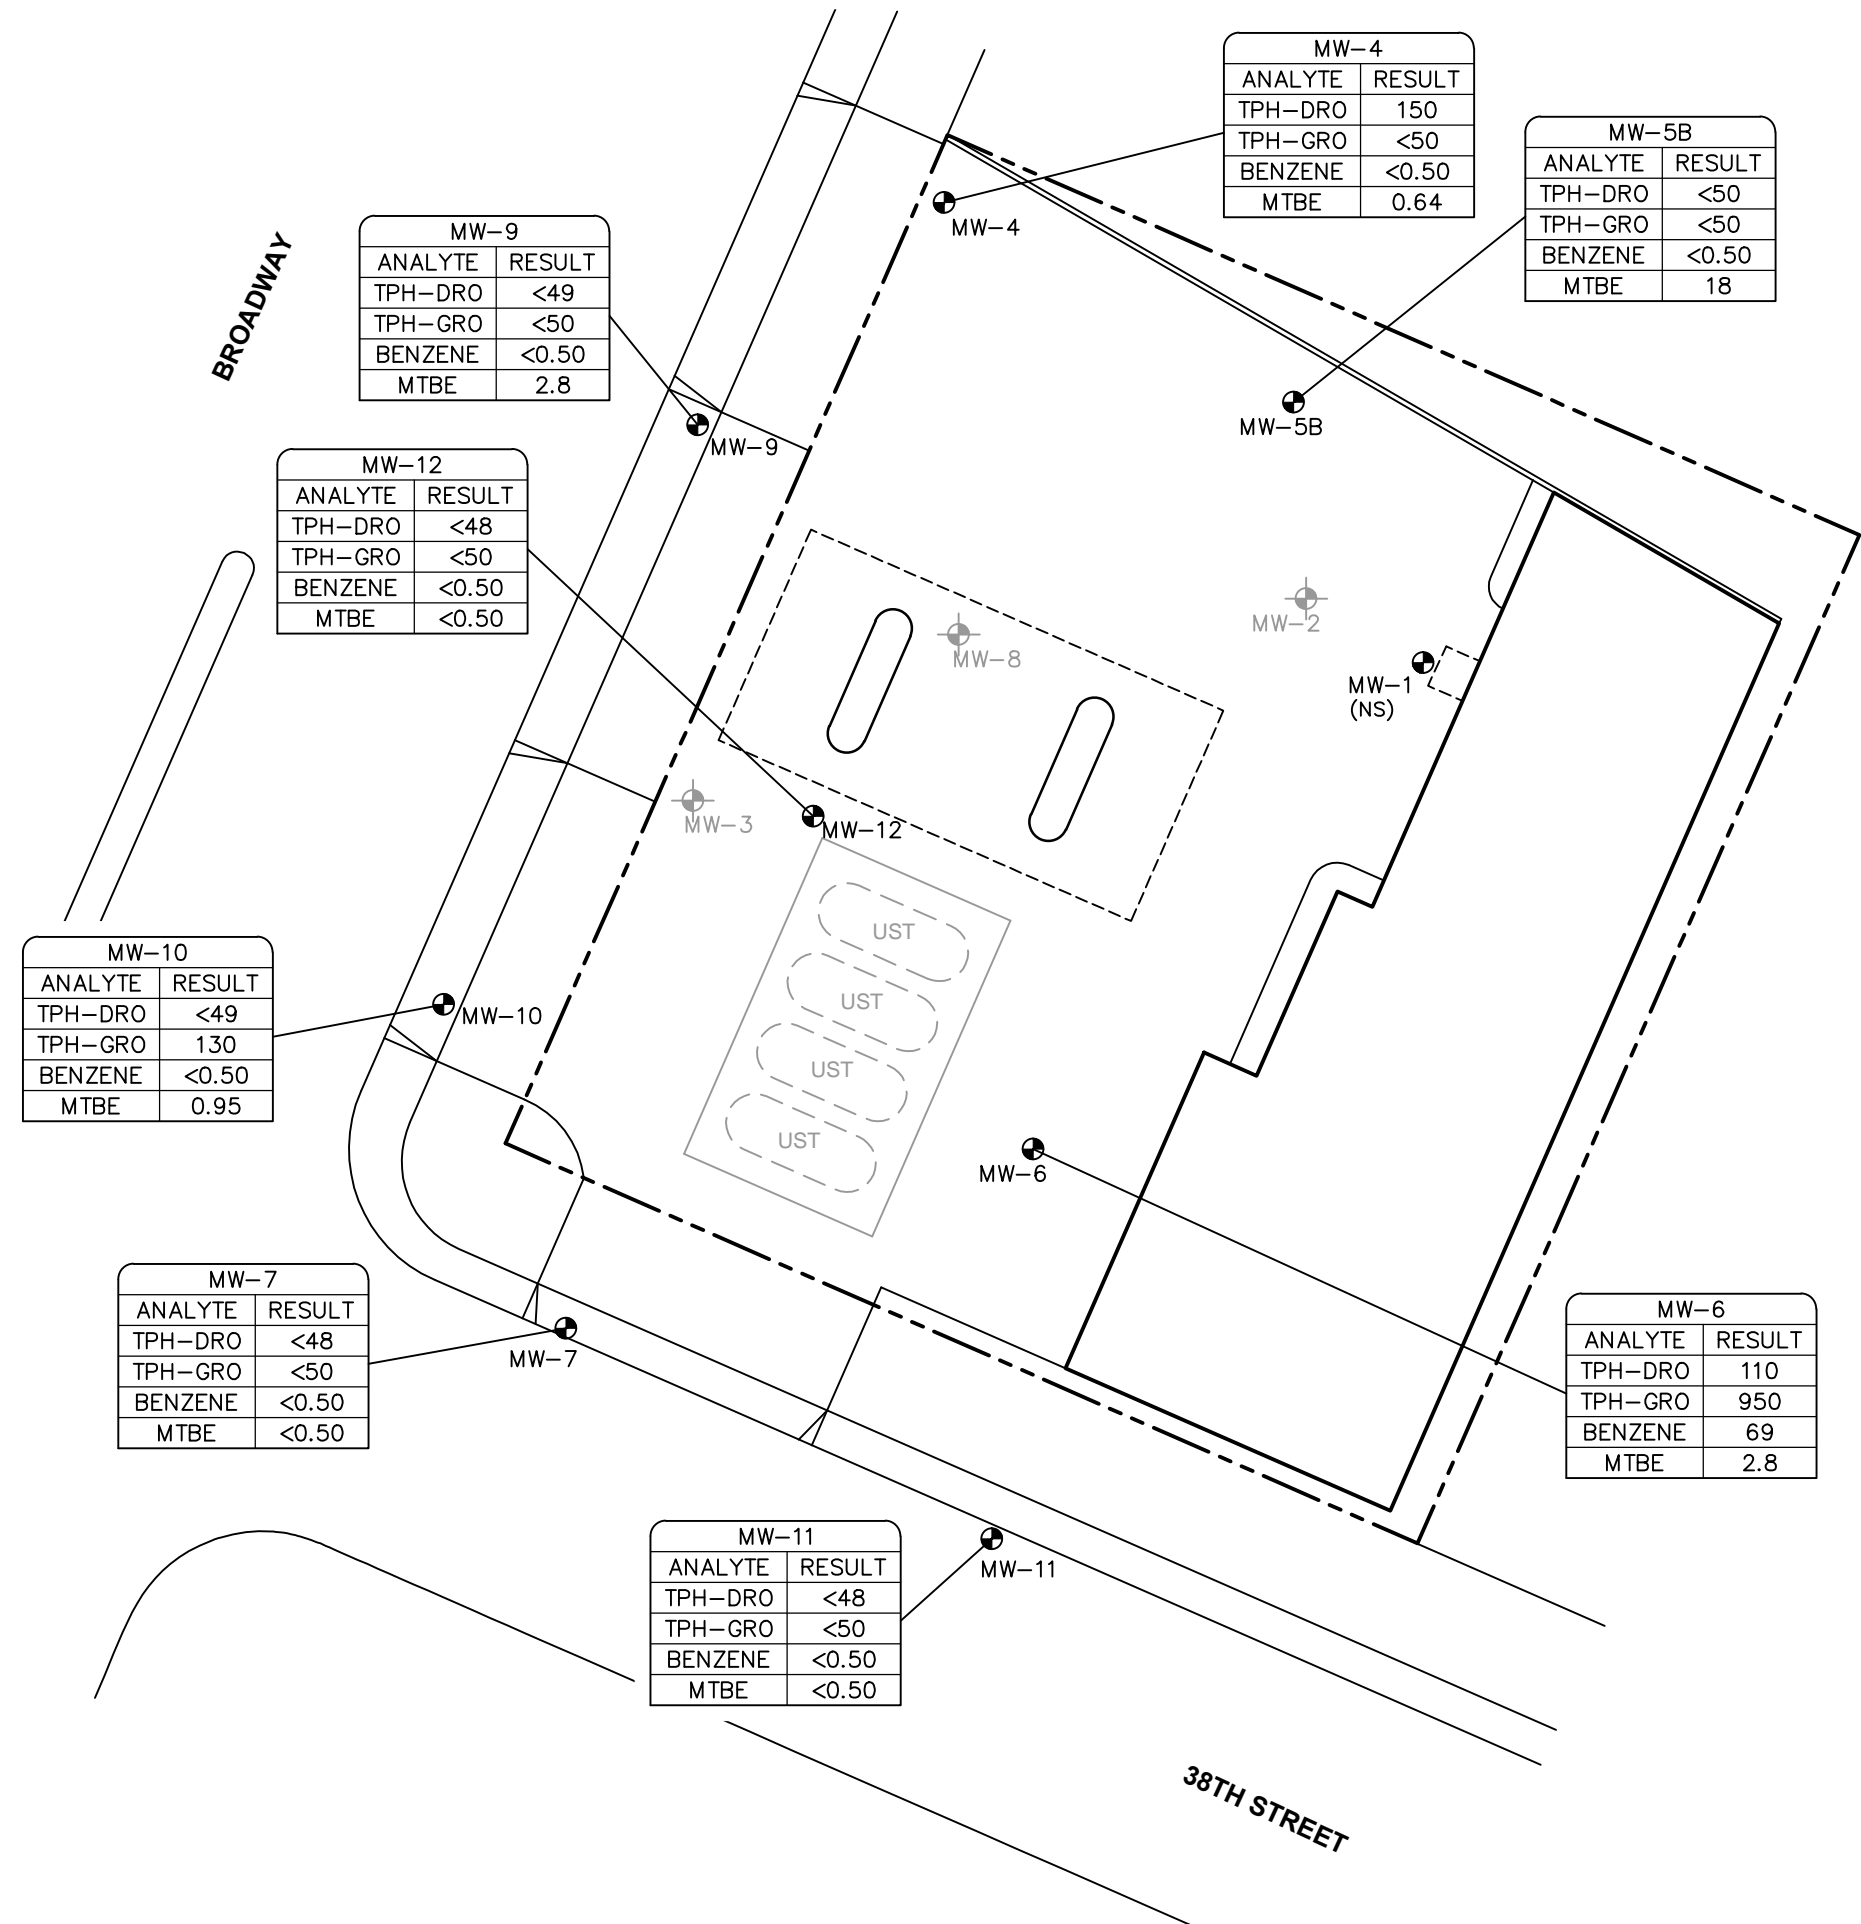 MW-4
ANALYTE RESULT
TPH-DRO 150
TPH-GRO <50
BENZENE <0.50
MTBE 0.64
MW-5B
ANALYTE RESULT
TPH-DRO <50
TPH-GRO <50
BENZENE <0.50
MTBE 18
MW-4
BROADWAY
MW-9
ANALYTE RESULT
TPH-DRO <49
TPH-GRO <50
BENZENE <0.50
MTBE 2.8
MW-5B
MW-9
MW-12
ANALYTE RESULT
TPH-DRO <48
TPH-GRO <50
BENZENE <0.50
MTBE <0.50
MW-2
MW-8
MW-1
(NS)
MW-3
MW-12
UST
UST
UST
UST
MW-10
ANALYTE RESULT
TPH-DRO <49
TPH-GRO 130
BENZENE <0.50
MTBE 0.95
MW-10
MW-6
MW-7
ANALYTE RESULT
TPH-DRO <48
TPH-GRO <50
BENZENE <0.50
MTBE <0.50
MW-7
MW-6
ANALYTE RESULT
TPH-DRO 110
TPH-GRO 950
BENZENE 69
MTBE 2.8
MW-11
ANALYTE RESULT
TPH-DRO <48
TPH-GRO <50
BENZENE <0.50
MTBE <0.50
MW-11
38TH STREET